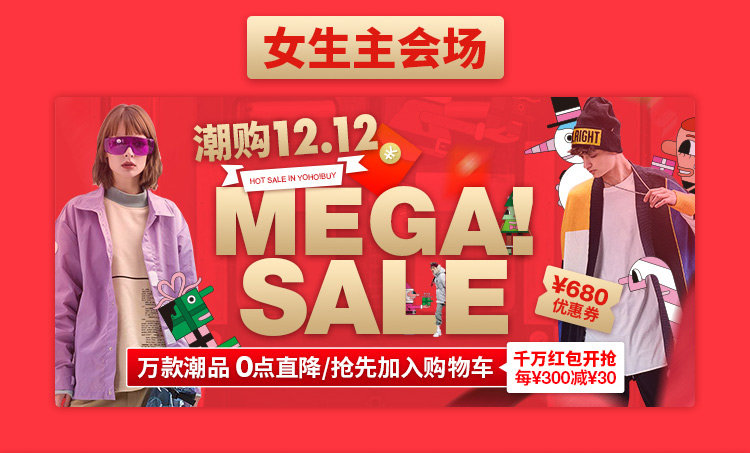 女生主会场
潮购12.12
HOT SALE IN YOHO!BUY
MEGA!
SALE
RIGHT
¥680
优惠券
万款潮品 0点直降/抢先加入购物车
千万红包开抢
每¥300减¥30